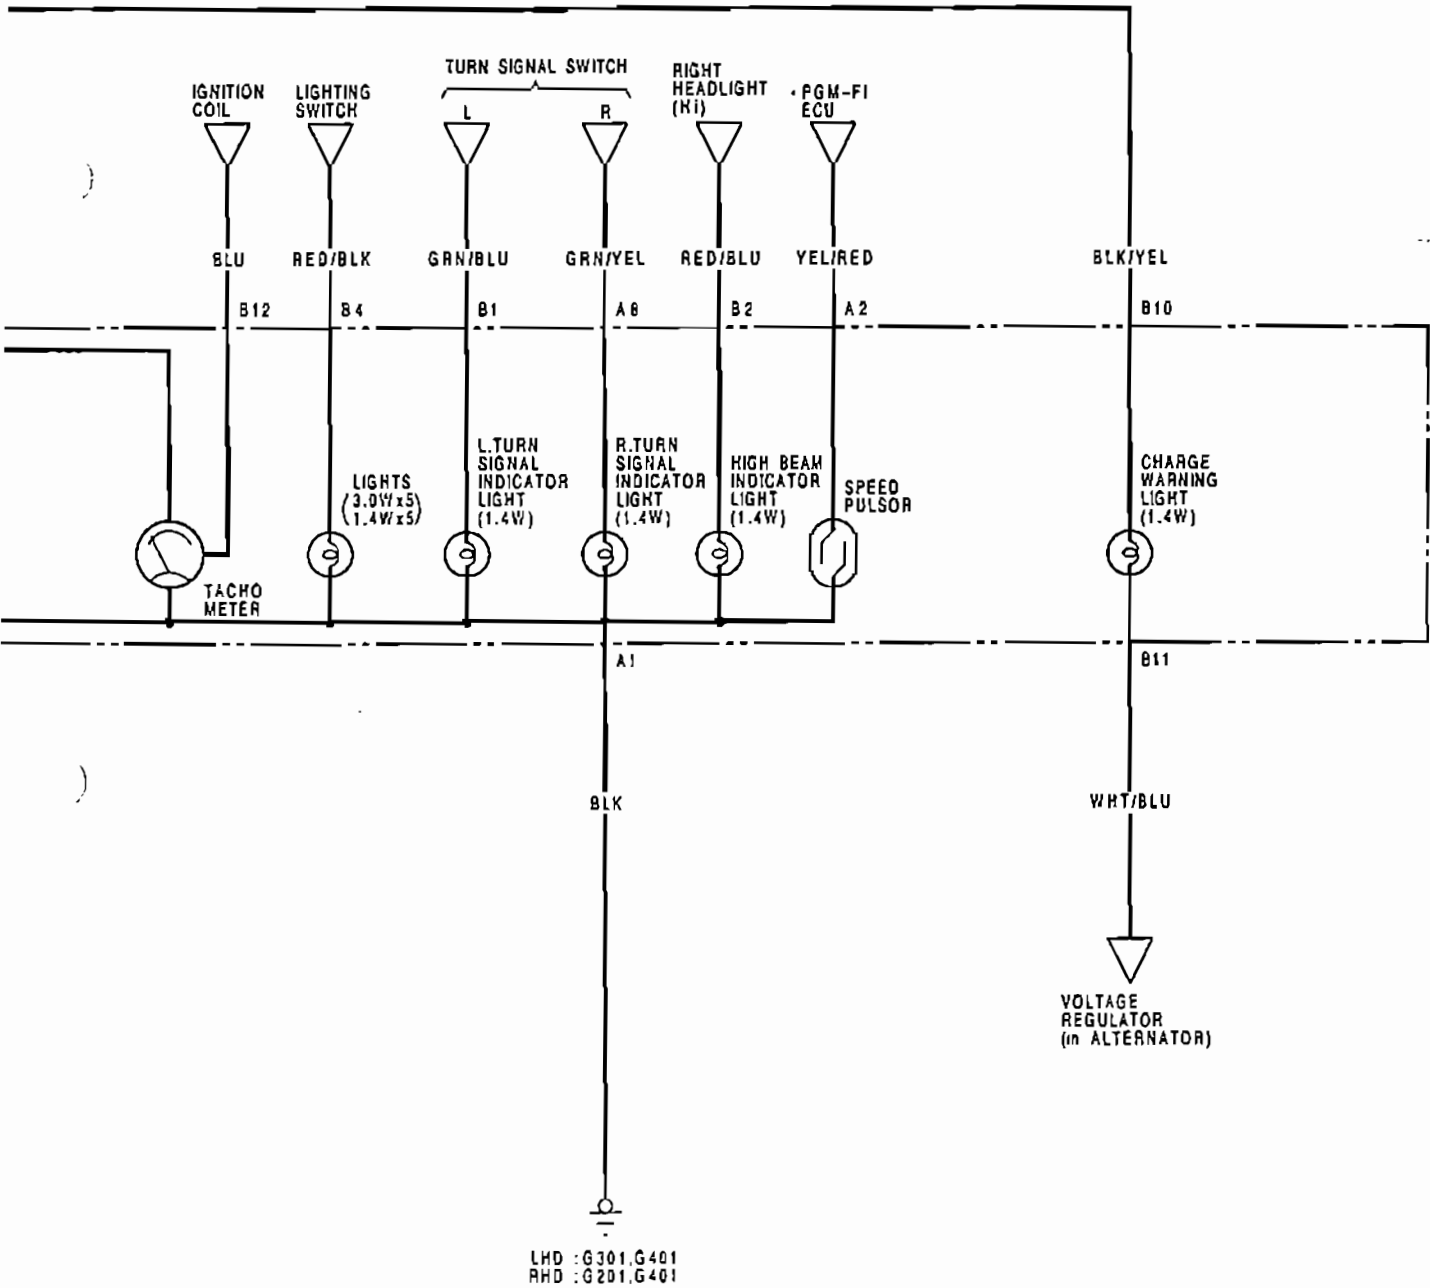 TURN SIGNAL SWITCH
IGNITION
COIL
LIGHTING
SWITCH
L
R
RIGHT
HEADLIGHT
(Hi)
PGM-FI
ECU
BLU
RED/BLK
GRN/BLU
GRN/YEL
RED/BLU
YEL/RED
BLK/YEL
B12
B4
B1
A8
B2
A2
B10
LIGHTS
(3.0W x5)
(1.4W x5)
L.TURN
SIGNAL
INDICATOR
LIGHT
(1.4W)
R.TURN
SIGNAL
INDICATOR
LIGHT
(1.4W)
HIGH BEAM
INDICATOR
LIGHT
(1.4W)
SPEED
PULSOR
CHARGE
WARNING
LIGHT
(1.4W)
TACHO
METER
A1
B11
BLK
WHT/BLU
VOLTAGE
REGULATOR
(in ALTERNATOR)
LHD :G301,G401
RHD :G201,G401